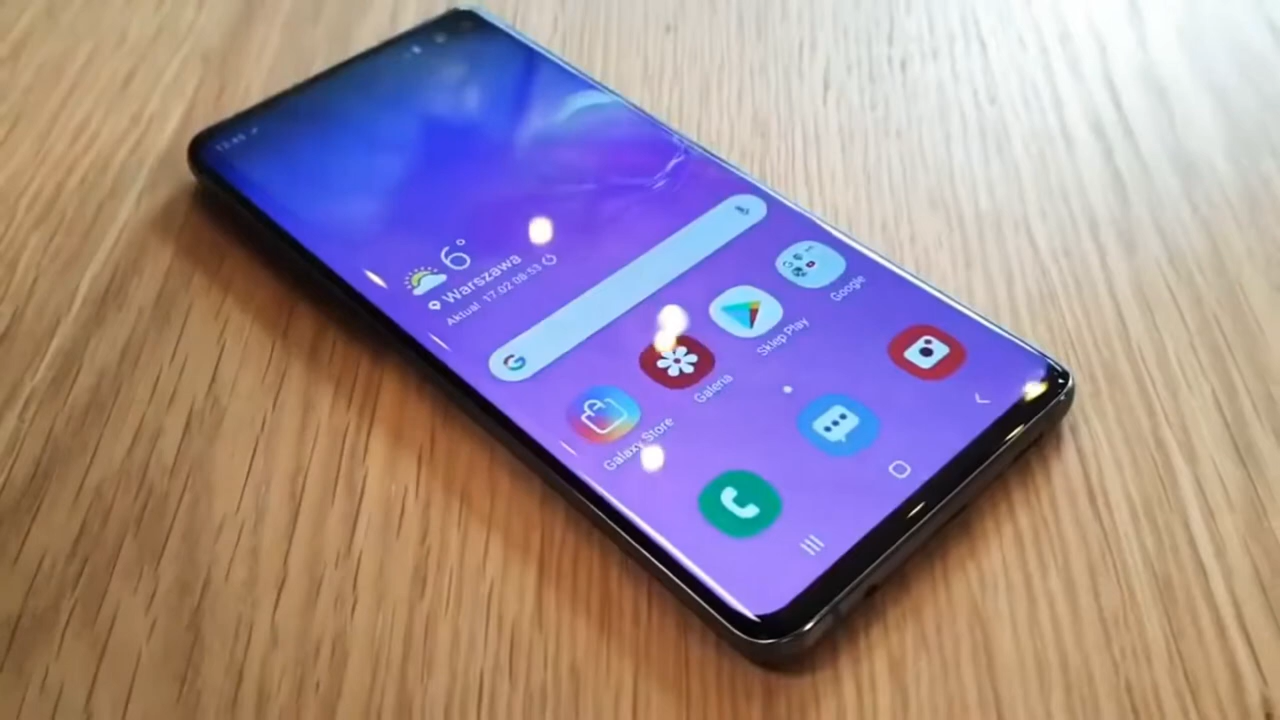 6°
Warszawa
Aktual. 17.02 08:53
G
Google
Sklep Play
Galeria
Galaxy Store